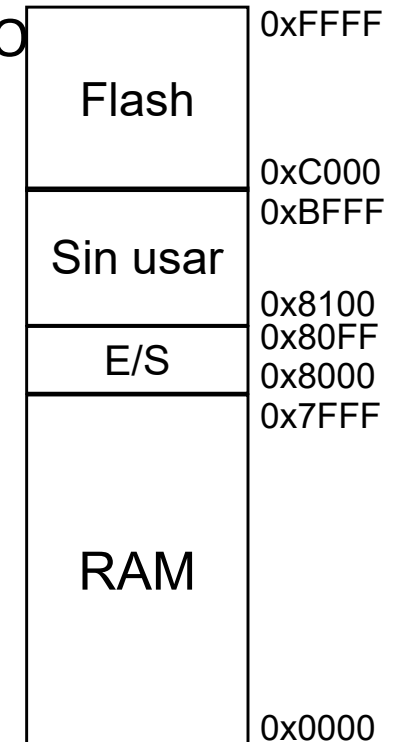 O
0xFFFF
Flash
0xC000
0xBFFF
Sin usar
0x8100
0x80FF
E/S
0x8000
0x7FFF
RAM
0x0000